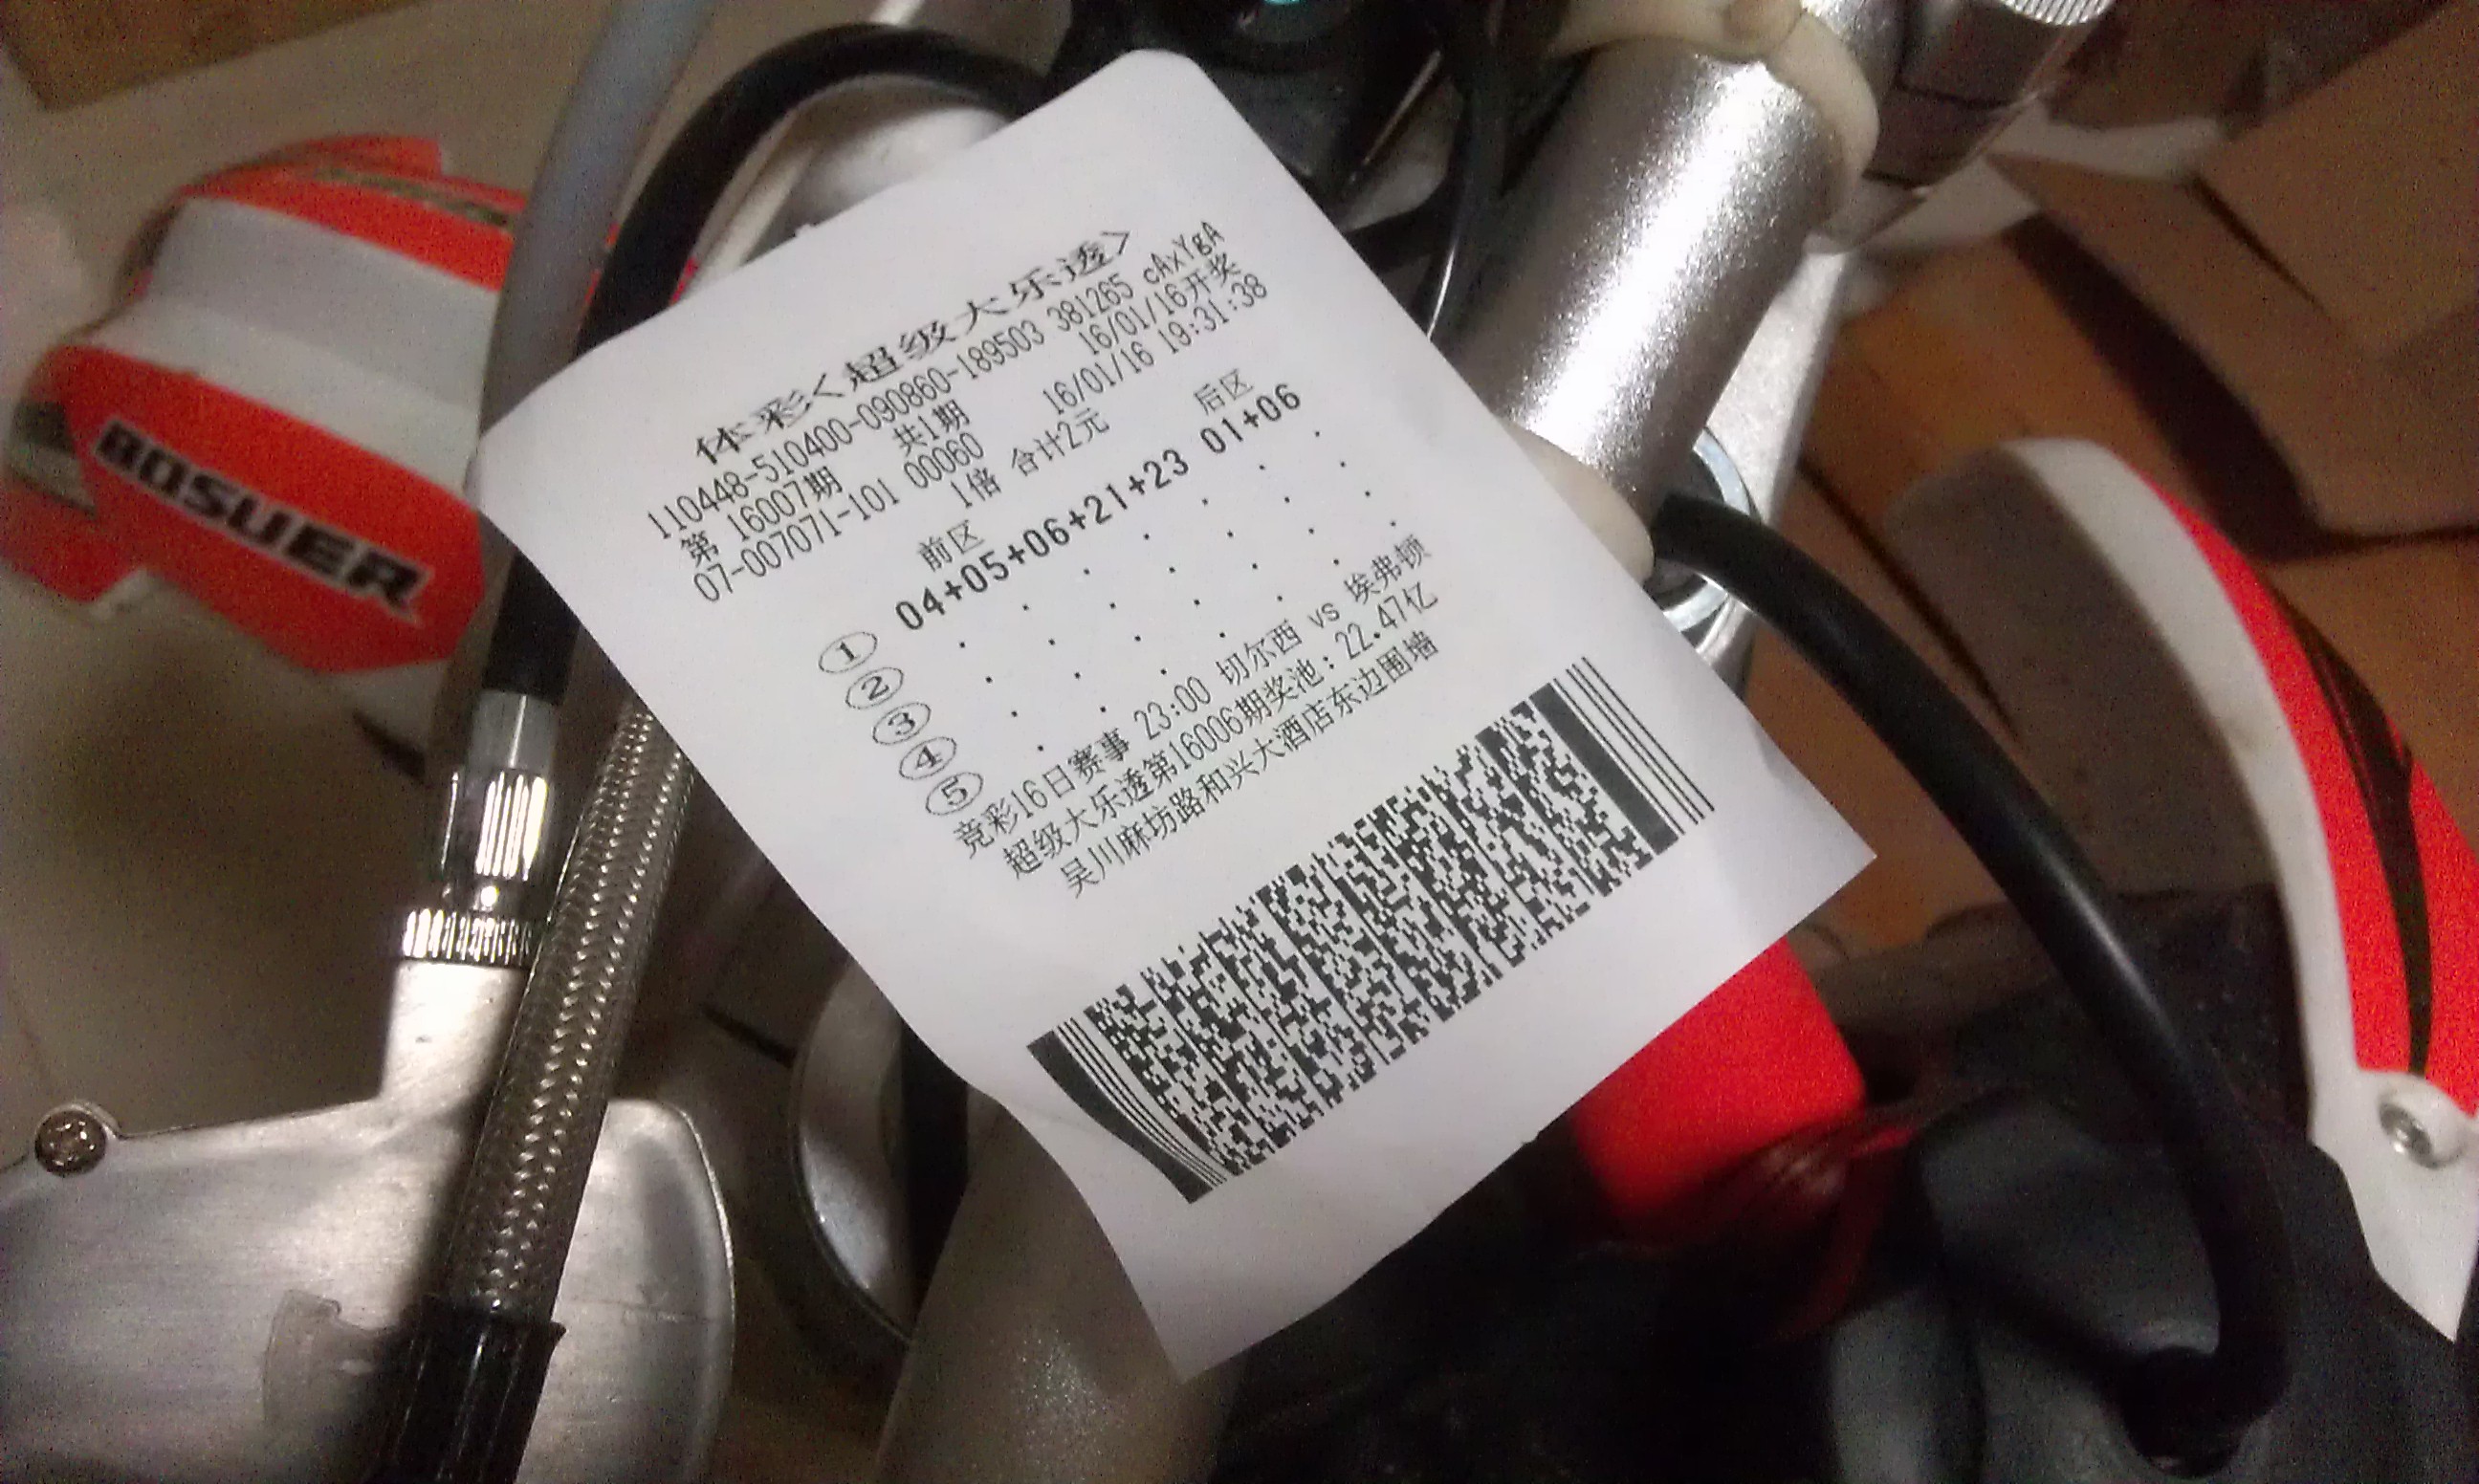 体彩<超级大乐透>
110448-510400-090860-189503 381265 cAxYgA
第 16007期 共1期 16/01/16开奖
07-007071-101 00060 16/01/16 19:31:38
1倍 合计2元
前区 后区
① 04+05+06+21+23 01+06
②
③
④
⑤
竞彩16日赛事 23:00 切尔西 vs 埃弗顿
超级大乐透第16006期奖池: 22.47亿
吴川麻坊路和兴大酒店东边围墙
BOSUER